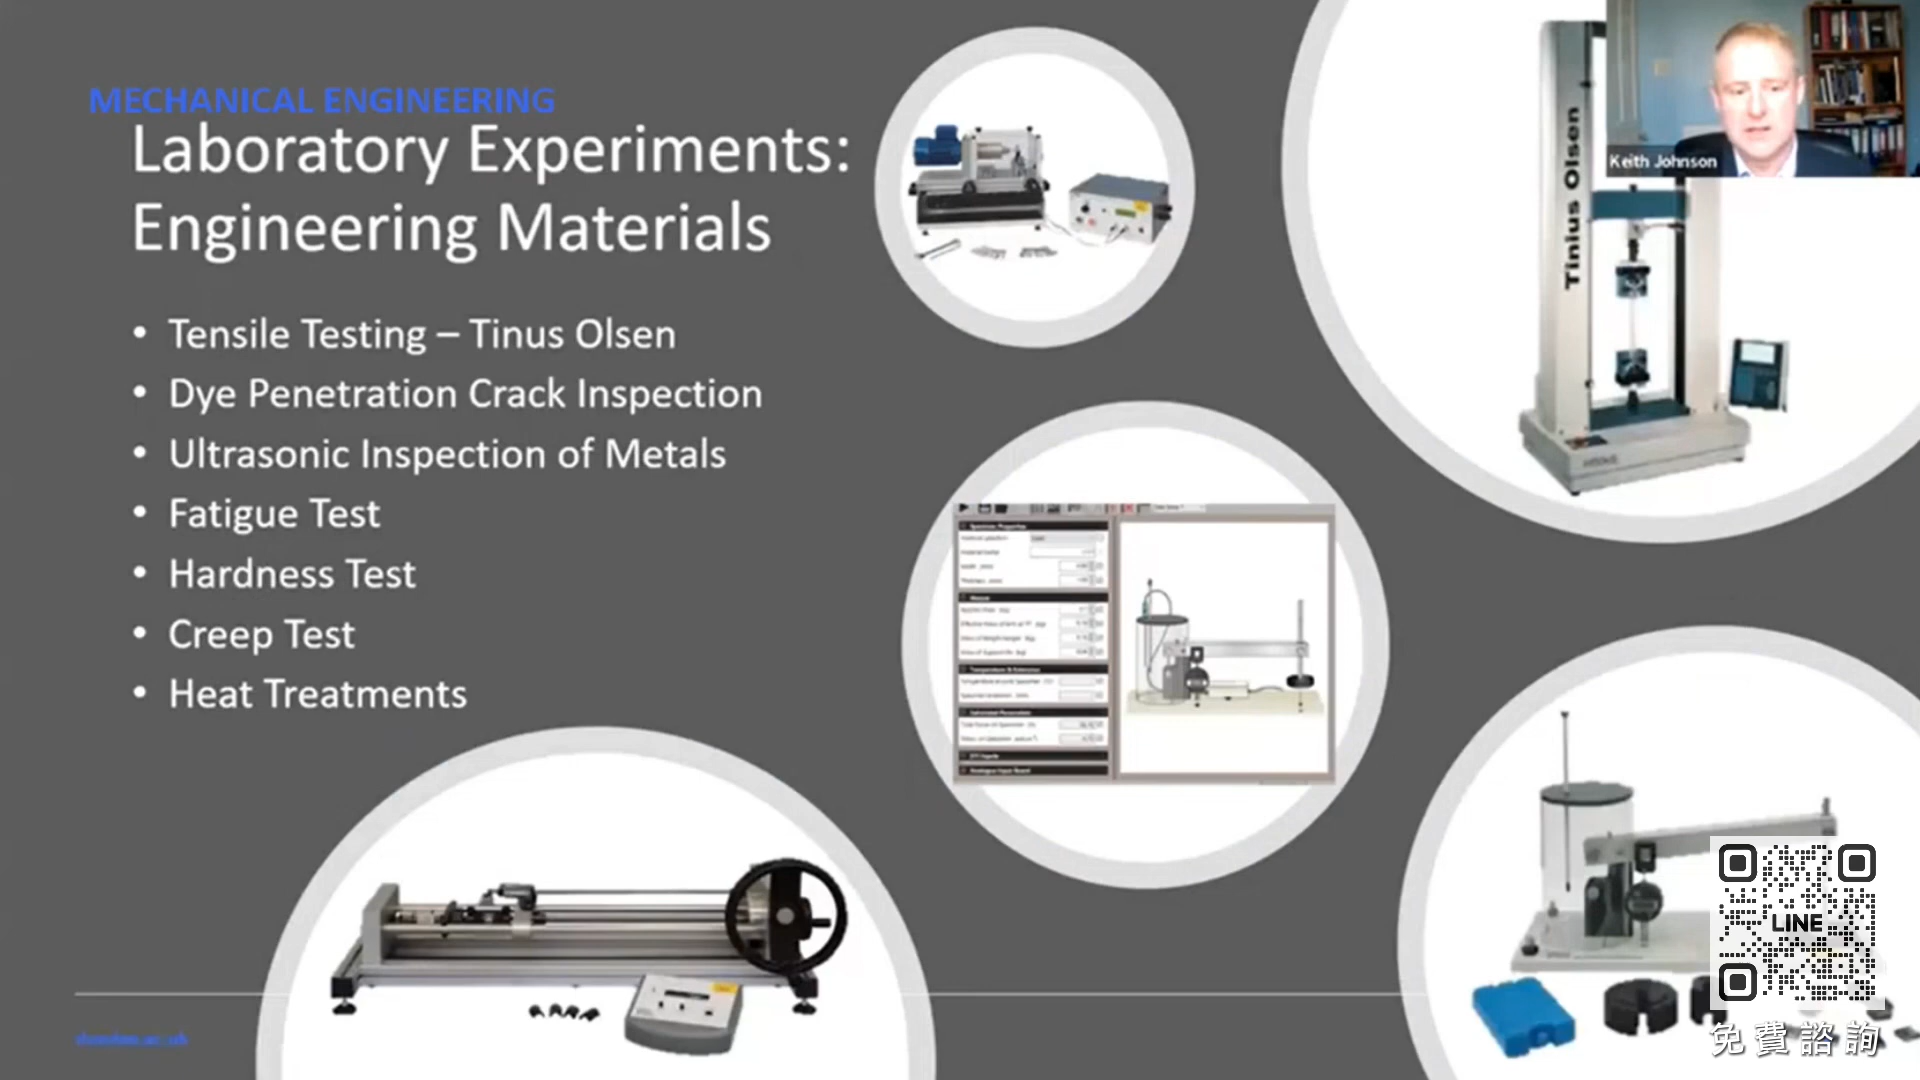 MECHANICAL ENGINEERING
Laboratory Experiments:
Engineering Materials
• Tensile Testing – Tinus Olsen
• Dye Penetration Crack Inspection
• Ultrasonic Inspection of Metals
• Fatigue Test
• Hardness Test
• Creep Test
• Heat Treatments
Tinius Olsen
Keith Johnson
LINE
免費諮詢